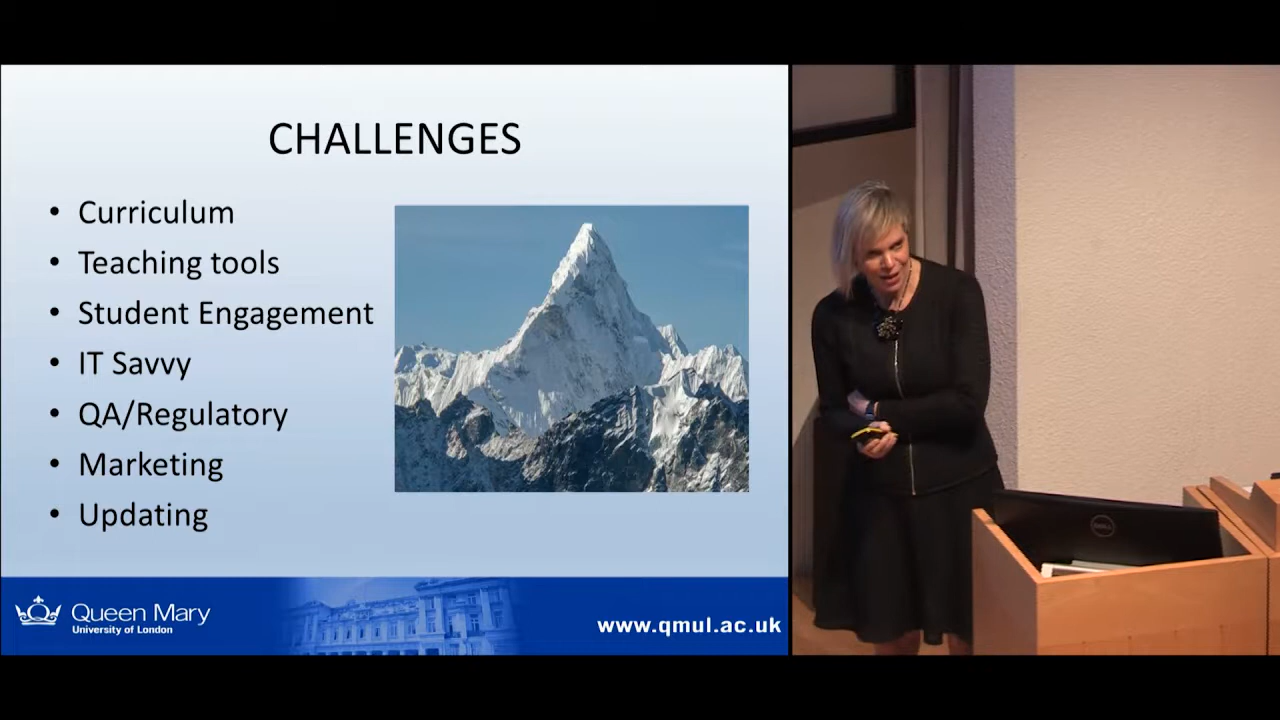 CHALLENGES
• Curriculum
• Teaching tools
• Student Engagement
• IT Savvy
• QA/Regulatory
• Marketing
• Updating
Queen Mary
University of London
www.qmul.ac.uk
DELL